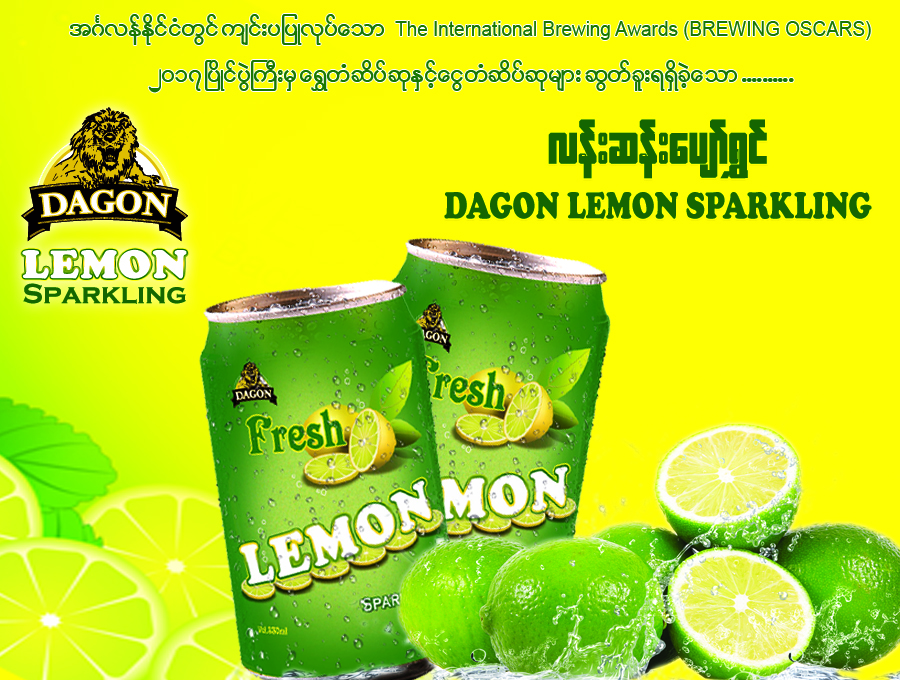 အင်္ဂလန်နိုင်ငံတွင် ကျင်းပပြုလုပ်သော The International Brewing Awards (BREWING OSCARS)
၂၀၁၇ ပြိုင်ပွဲကြီးမှ ရွှေတံဆိပ်ဆုနှင့်ငွေတံဆိပ်ဆုများ ဆွတ်ခူးရရှိခဲ့သော ..........
လန်းဆန်းပျော်ရွှင်
DAGON LEMON SPARKLING
DAGON
LEMON
SPARKLING
DAGON
Fresh
LEMON
SPAR
DAGON
Fresh
MON